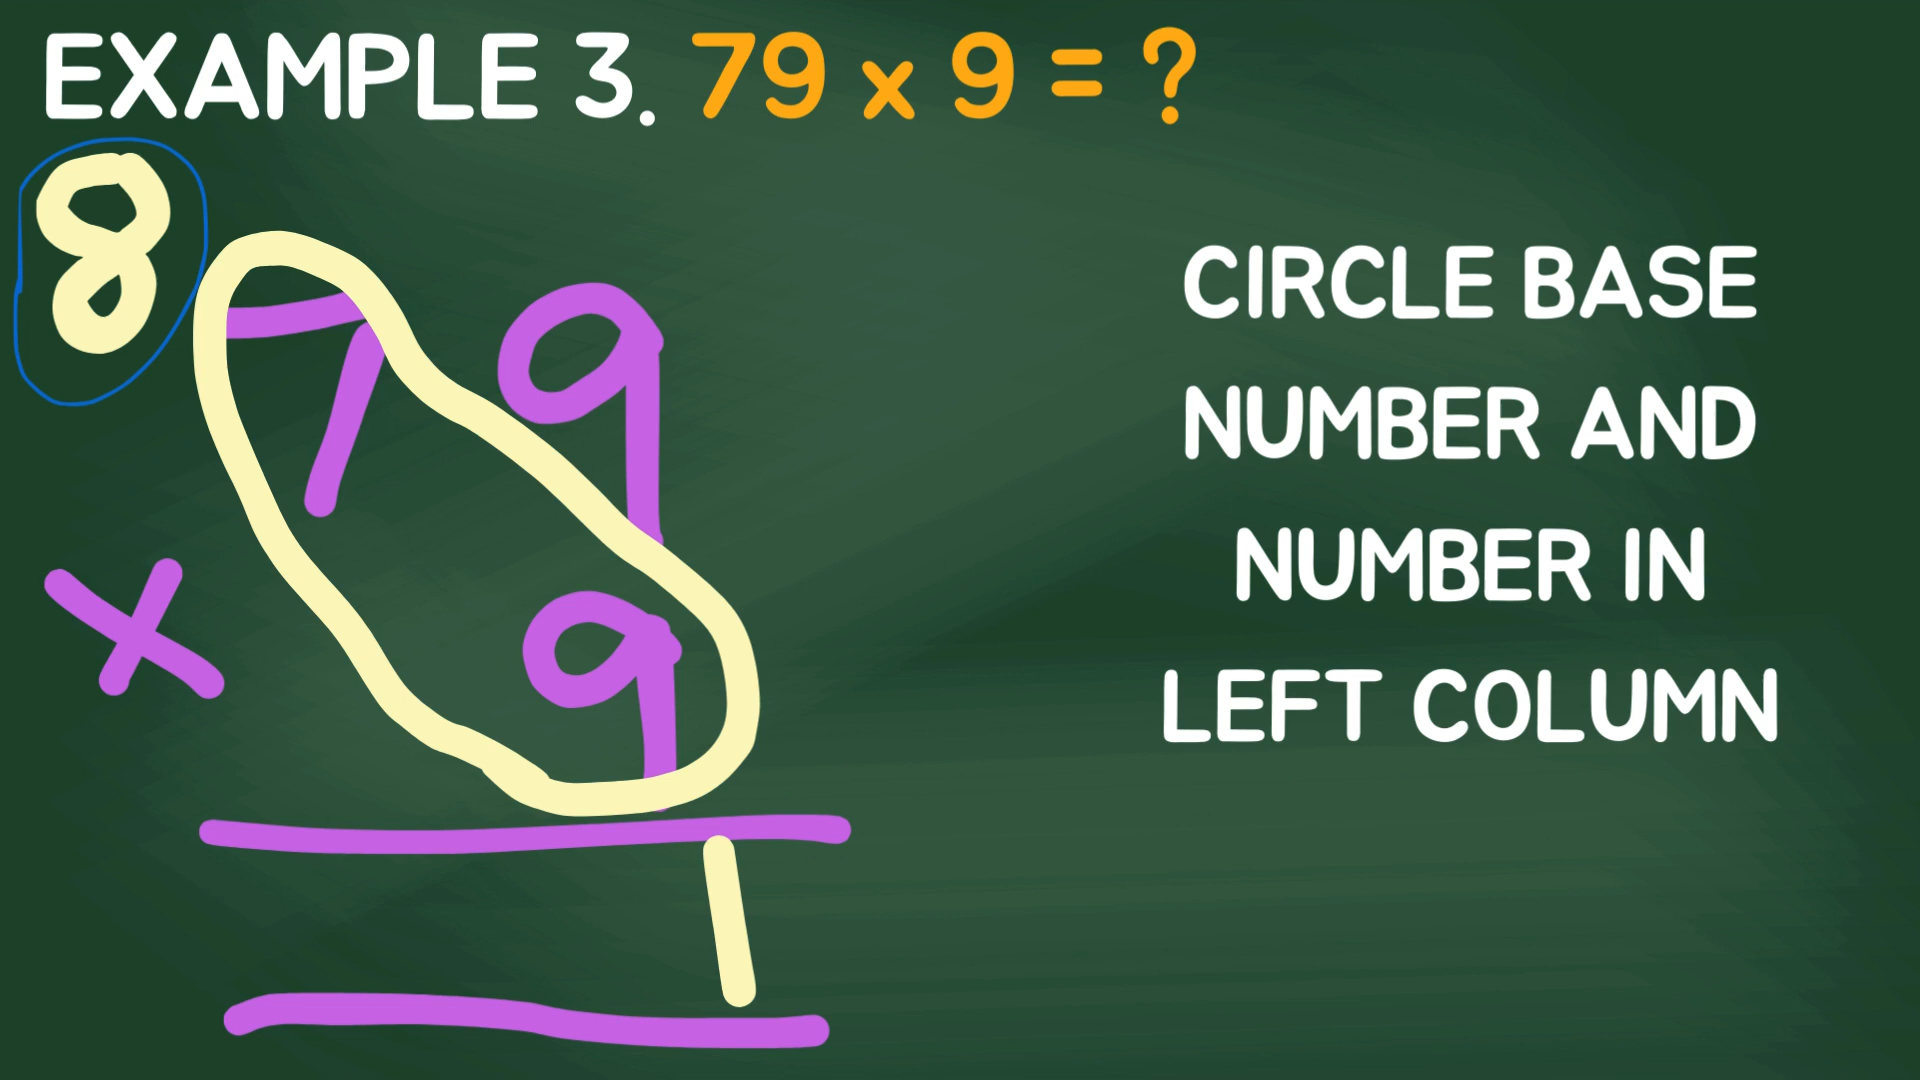 EXAMPLE 3. 79 x 9 = ?
8
79
CIRCLE BASE
NUMBER AND
NUMBER IN
LEFT COLUMN
x 9
1